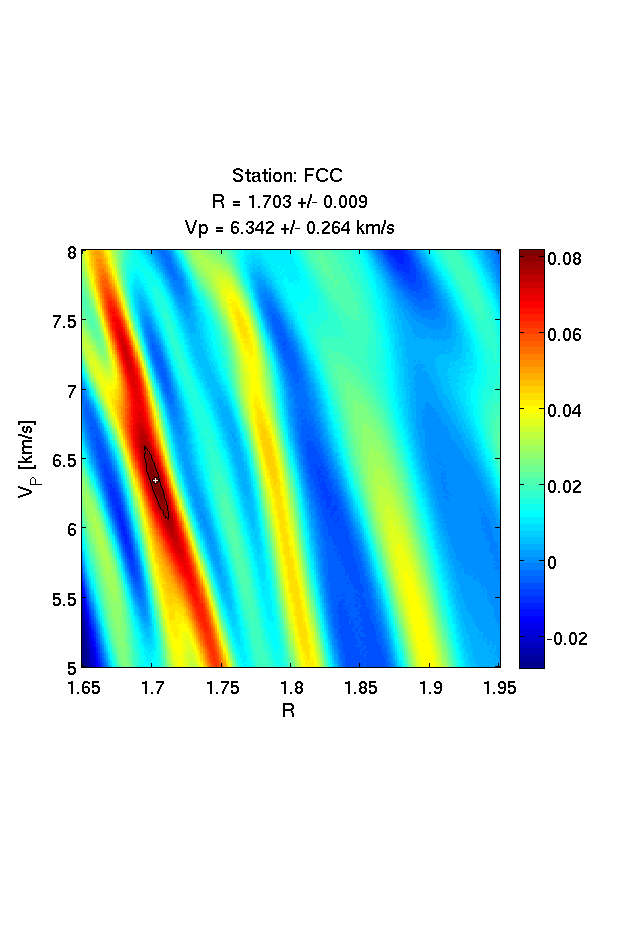 Station: FCC
R = 1.703 +/- 0.009
Vp = 6.342 +/- 0.264 km/s
8
7.5
7
6.5
6
5.5
5
V_P [km/s]
1.65 1.7 1.75 1.8 1.85 1.9 1.95
R
0.08
0.06
0.04
0.02
0
-0.02